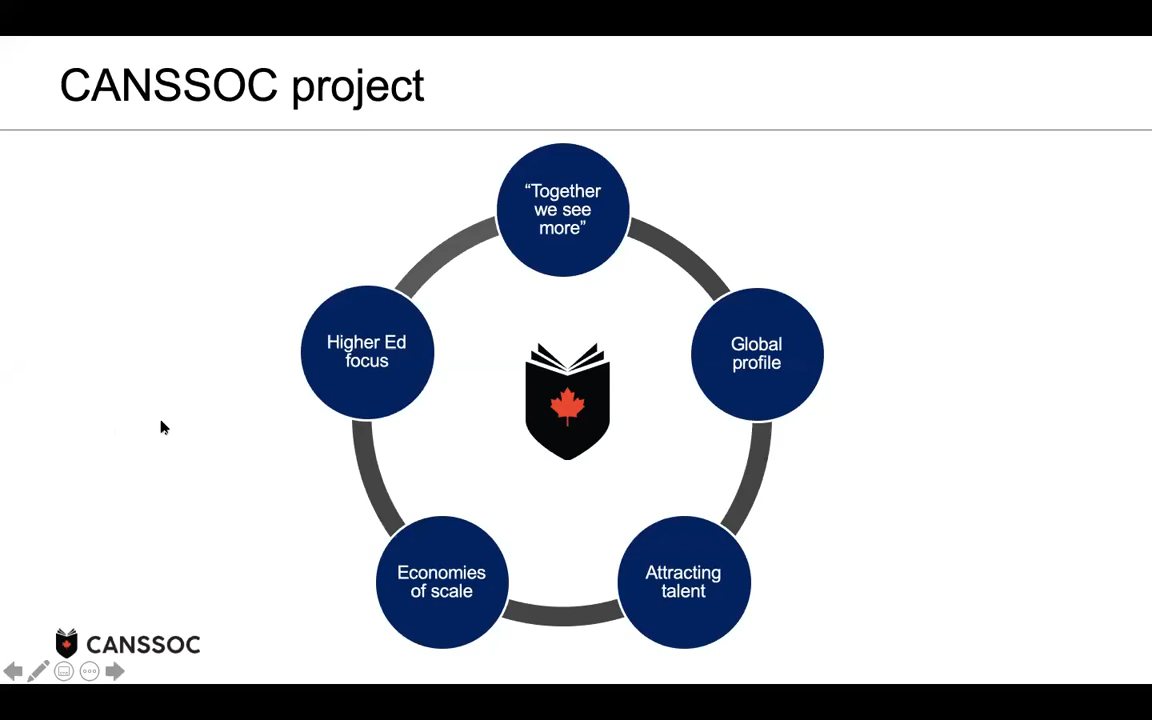 CANSSOC project
“Together
we see
more”
Higher Ed
focus
Global
profile
Economies
of scale
Attracting
talent
CANSSOC